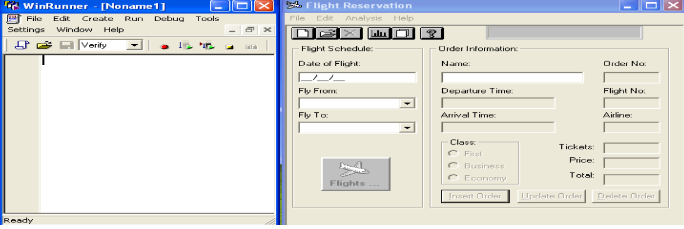 WinRunner - [Noname1]
File Edit Create Run Debug Tools
Settings Window Help
Verify
Ready
Flight Reservation
File Edit Analysis Help
?
Flight Schedule:
Date of Flight:
__/__/__
Fly From:
Fly To:
Flights ...
Order Information:
Name:
Order No:
Departure Time:
Flight No:
Arrival Time:
Airline:
Class:
First
Business
Economy
Tickets:
Price:
Total:
Insert Order
Update Order
Delete Order